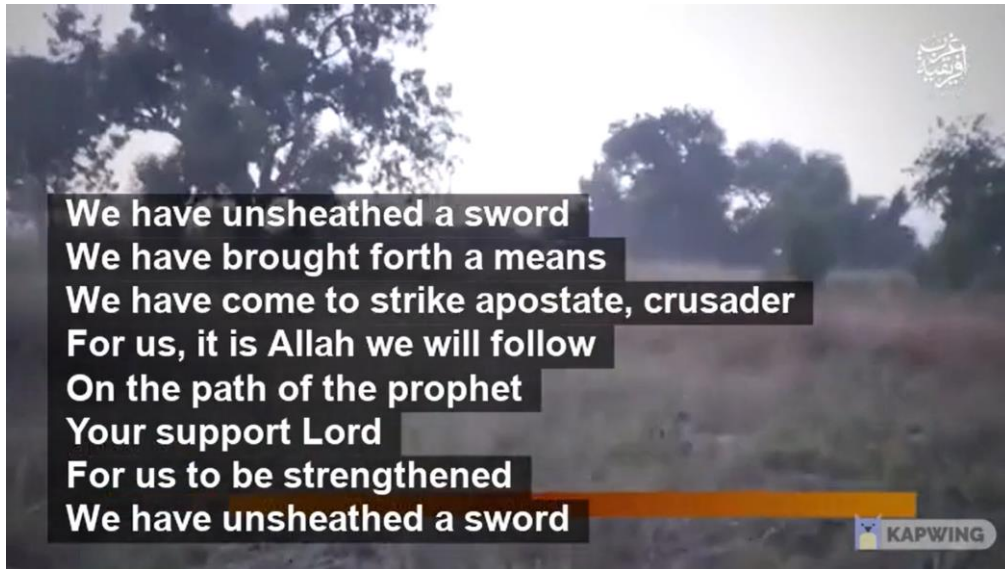 غرب
إفريقية
We have unsheathed a sword
We have brought forth a means
We have come to strike apostate, crusader
For us, it is Allah we will follow
On the path of the prophet
Your support Lord
For us to be strengthened
We have unsheathed a sword
KAPWING